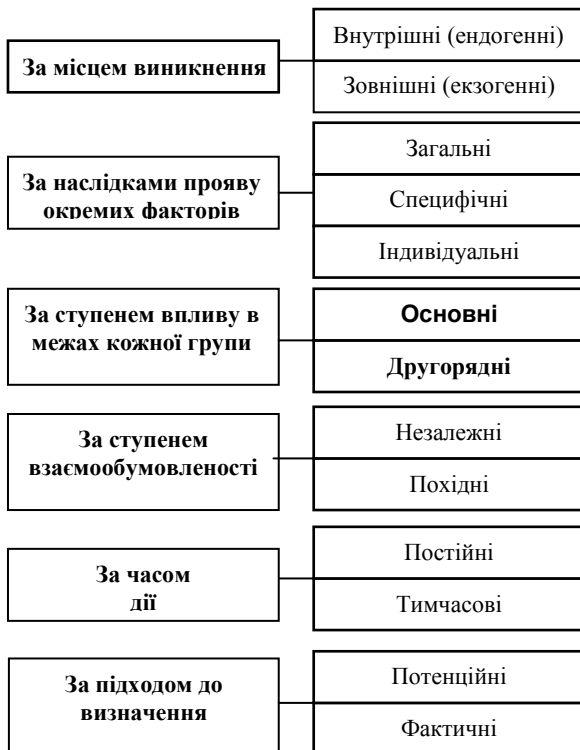 За місцем виникнення
Внутрішні (ендогенні)
Зовнішні (екзогенні)
За наслідками прояву
окремих факторів
Загальні
Специфічні
Індивідуальні
За ступенем впливу в
межах кожної групи
Основні
Другорядні
За ступенем
взаємообумовленості
Незалежні
Похідні
За часом
дії
Постійні
Тимчасові
За підходом до
визначення
Потенційні
Фактичні